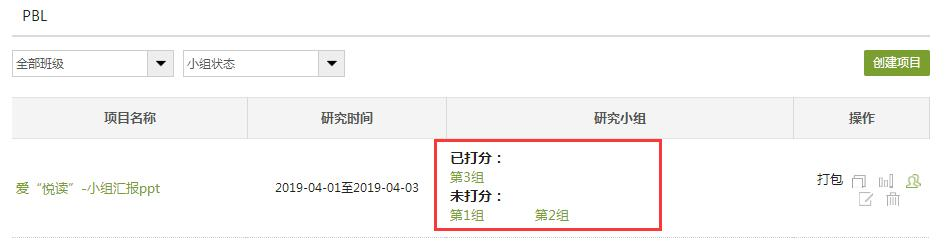 PBL
全部班级 小组状态 创建项目
项目名称 研究时间 研究小组 操作
已打分：
第3组
爱“悦读”-小组汇报ppt 2019-04-01至2019-04-03 未打分： 打包
第1组 第2组